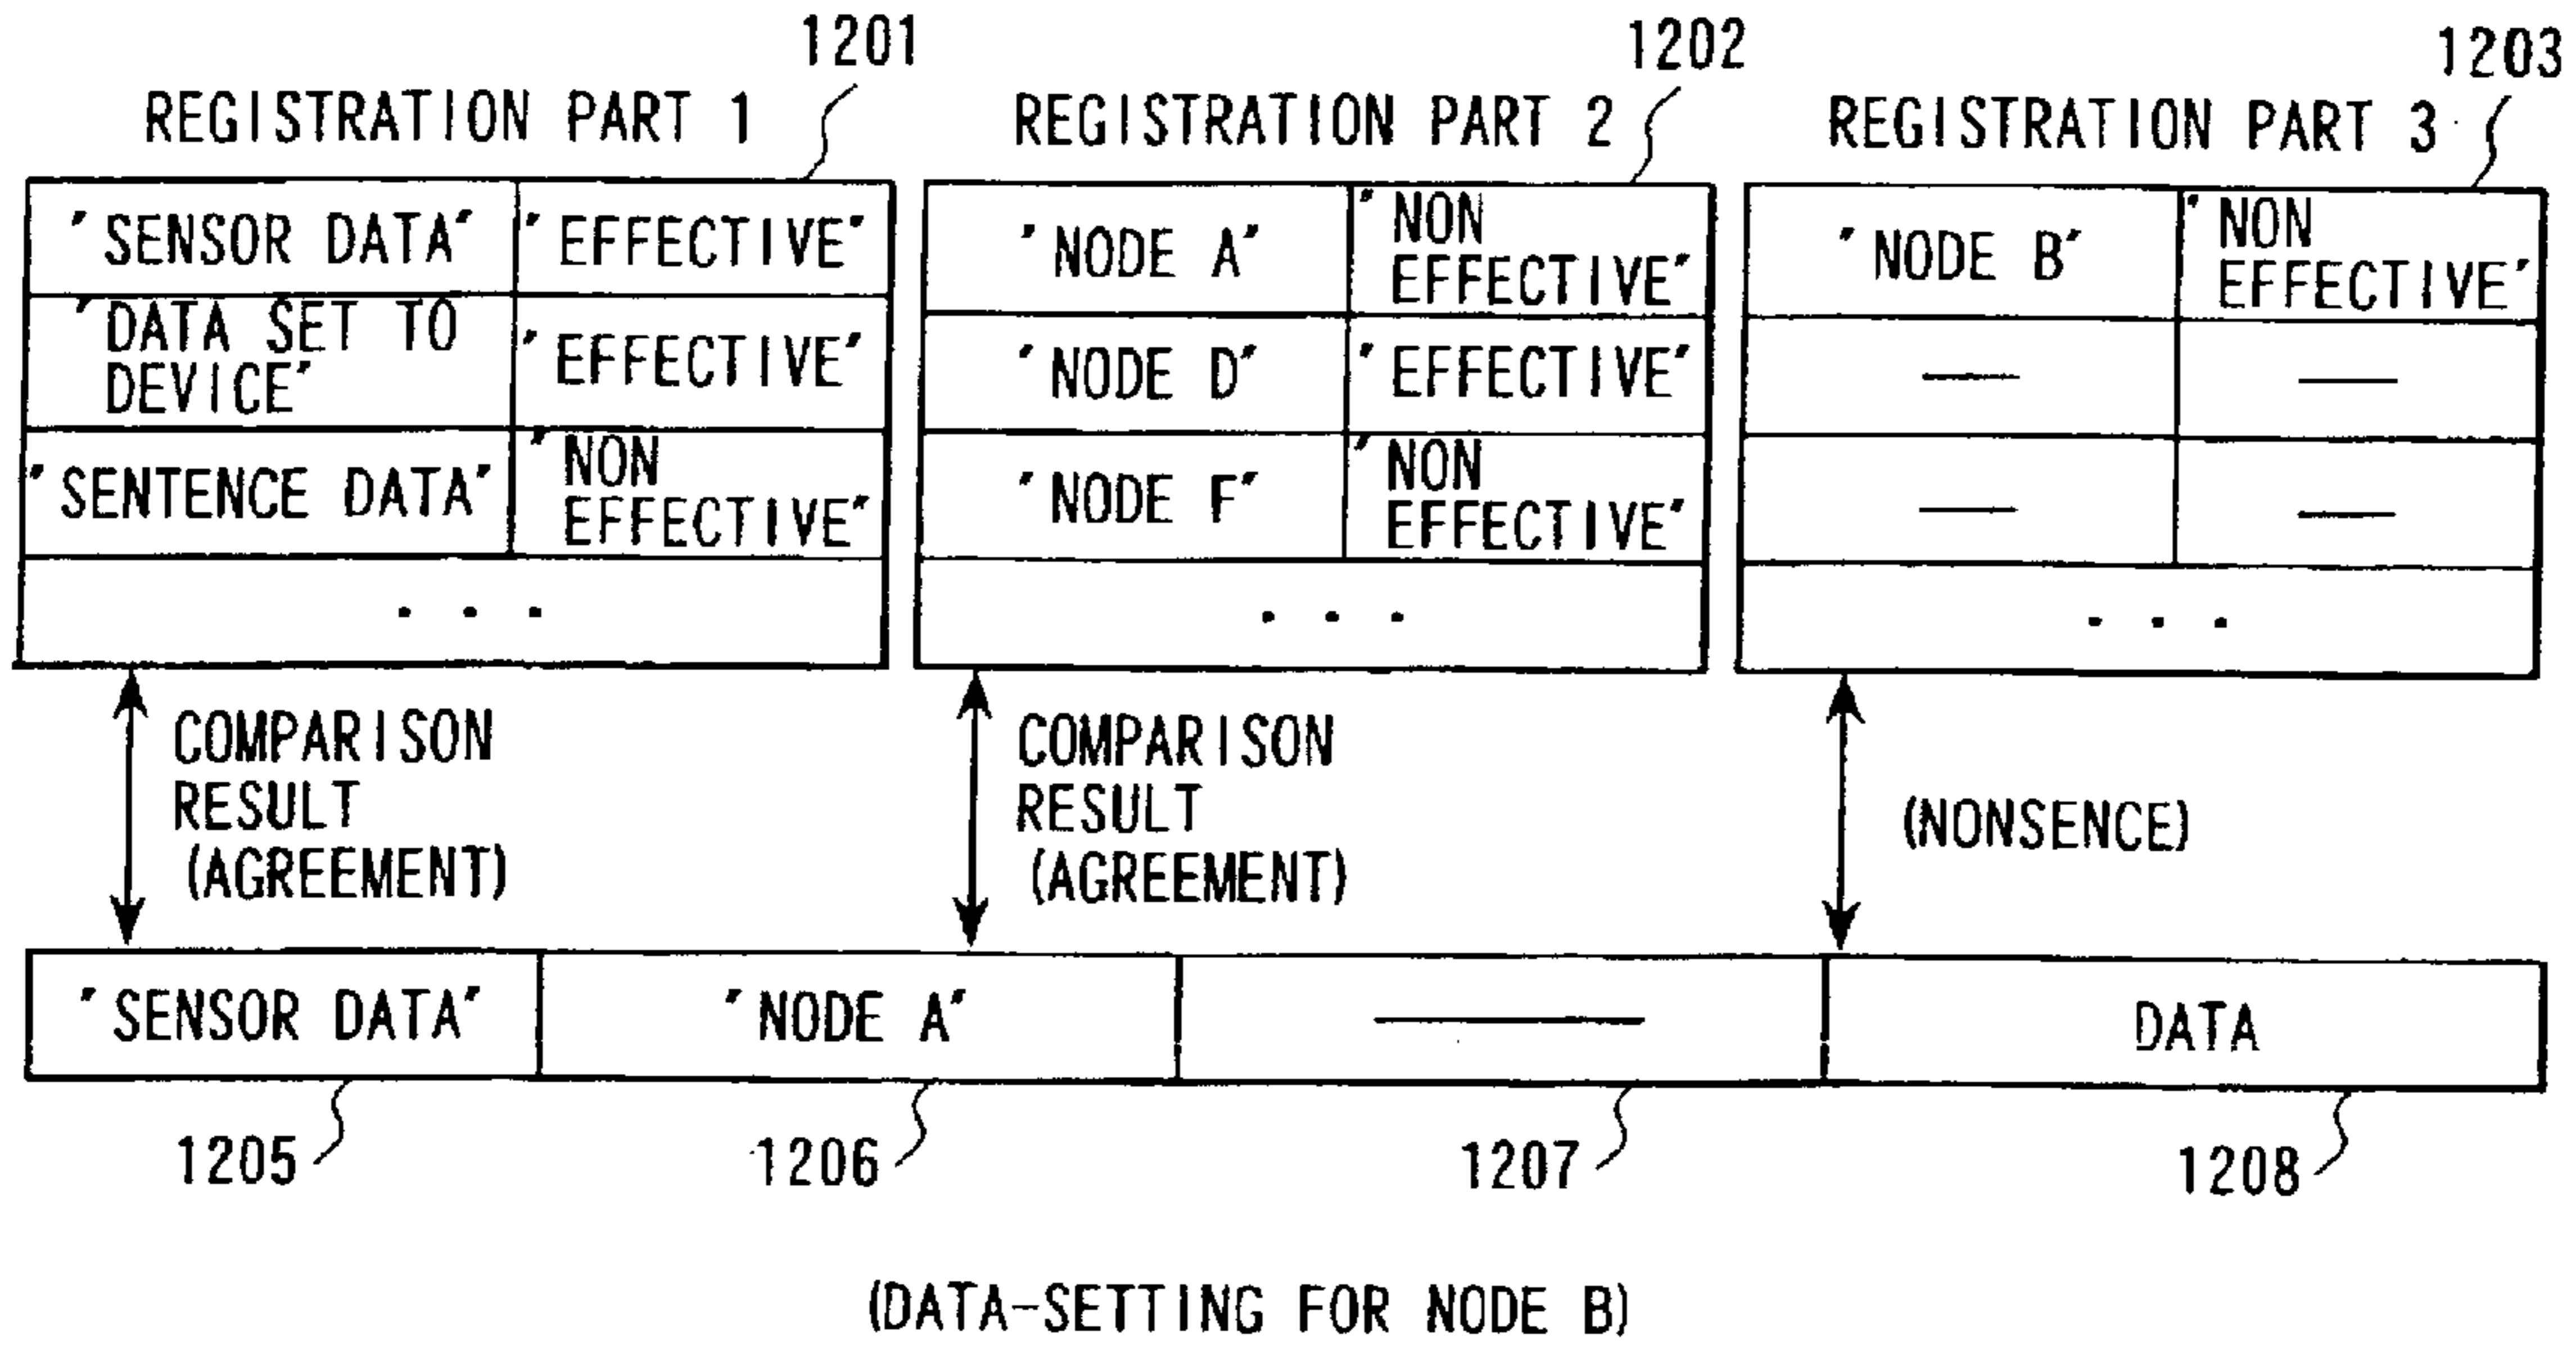 1201
1202
1203
REGISTRATION PART 1
REGISTRATION PART 2
REGISTRATION PART 3
"SENSOR DATA"
"EFFECTIVE"
"DATA SET TO
DEVICE"
"EFFECTIVE"
"SENTENCE DATA"
"NON
EFFECTIVE"
. . .
"NODE A"
"NON
EFFECTIVE"
"NODE D"
"EFFECTIVE"
"NODE F"
"NON
EFFECTIVE"
. . .
"NODE B"
"NON
EFFECTIVE"
—
—
—
—
. . .
COMPARISON
RESULT
(AGREEMENT)
COMPARISON
RESULT
(AGREEMENT)
(NONSENCE)
"SENSOR DATA"
"NODE A"
—
DATA
1205
1206
1207
1208
(DATA-SETTING FOR NODE B)